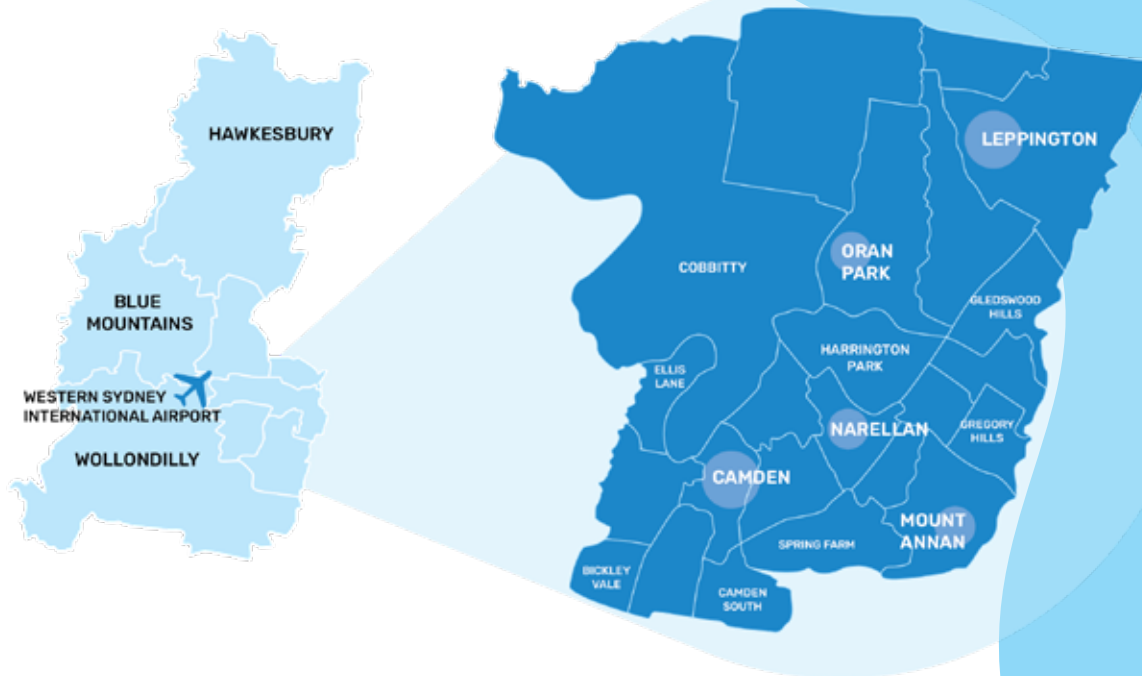 HAWKESBURY
BLUE
MOUNTAINS
WESTERN SYDNEY
INTERNATIONAL AIRPORT
WOLLONDILLY
LEPPINGTON
ORAN
PARK
COBBITTY
GLEDSWOOD
HILLS
HARRINGTON
PARK
ELLIS
LANE
NARELLAN
GREGORY
HILLS
CAMDEN
MOUNT
ANNAN
SPRING FARM
BICKLEY
VALE
CAMDEN
SOUTH